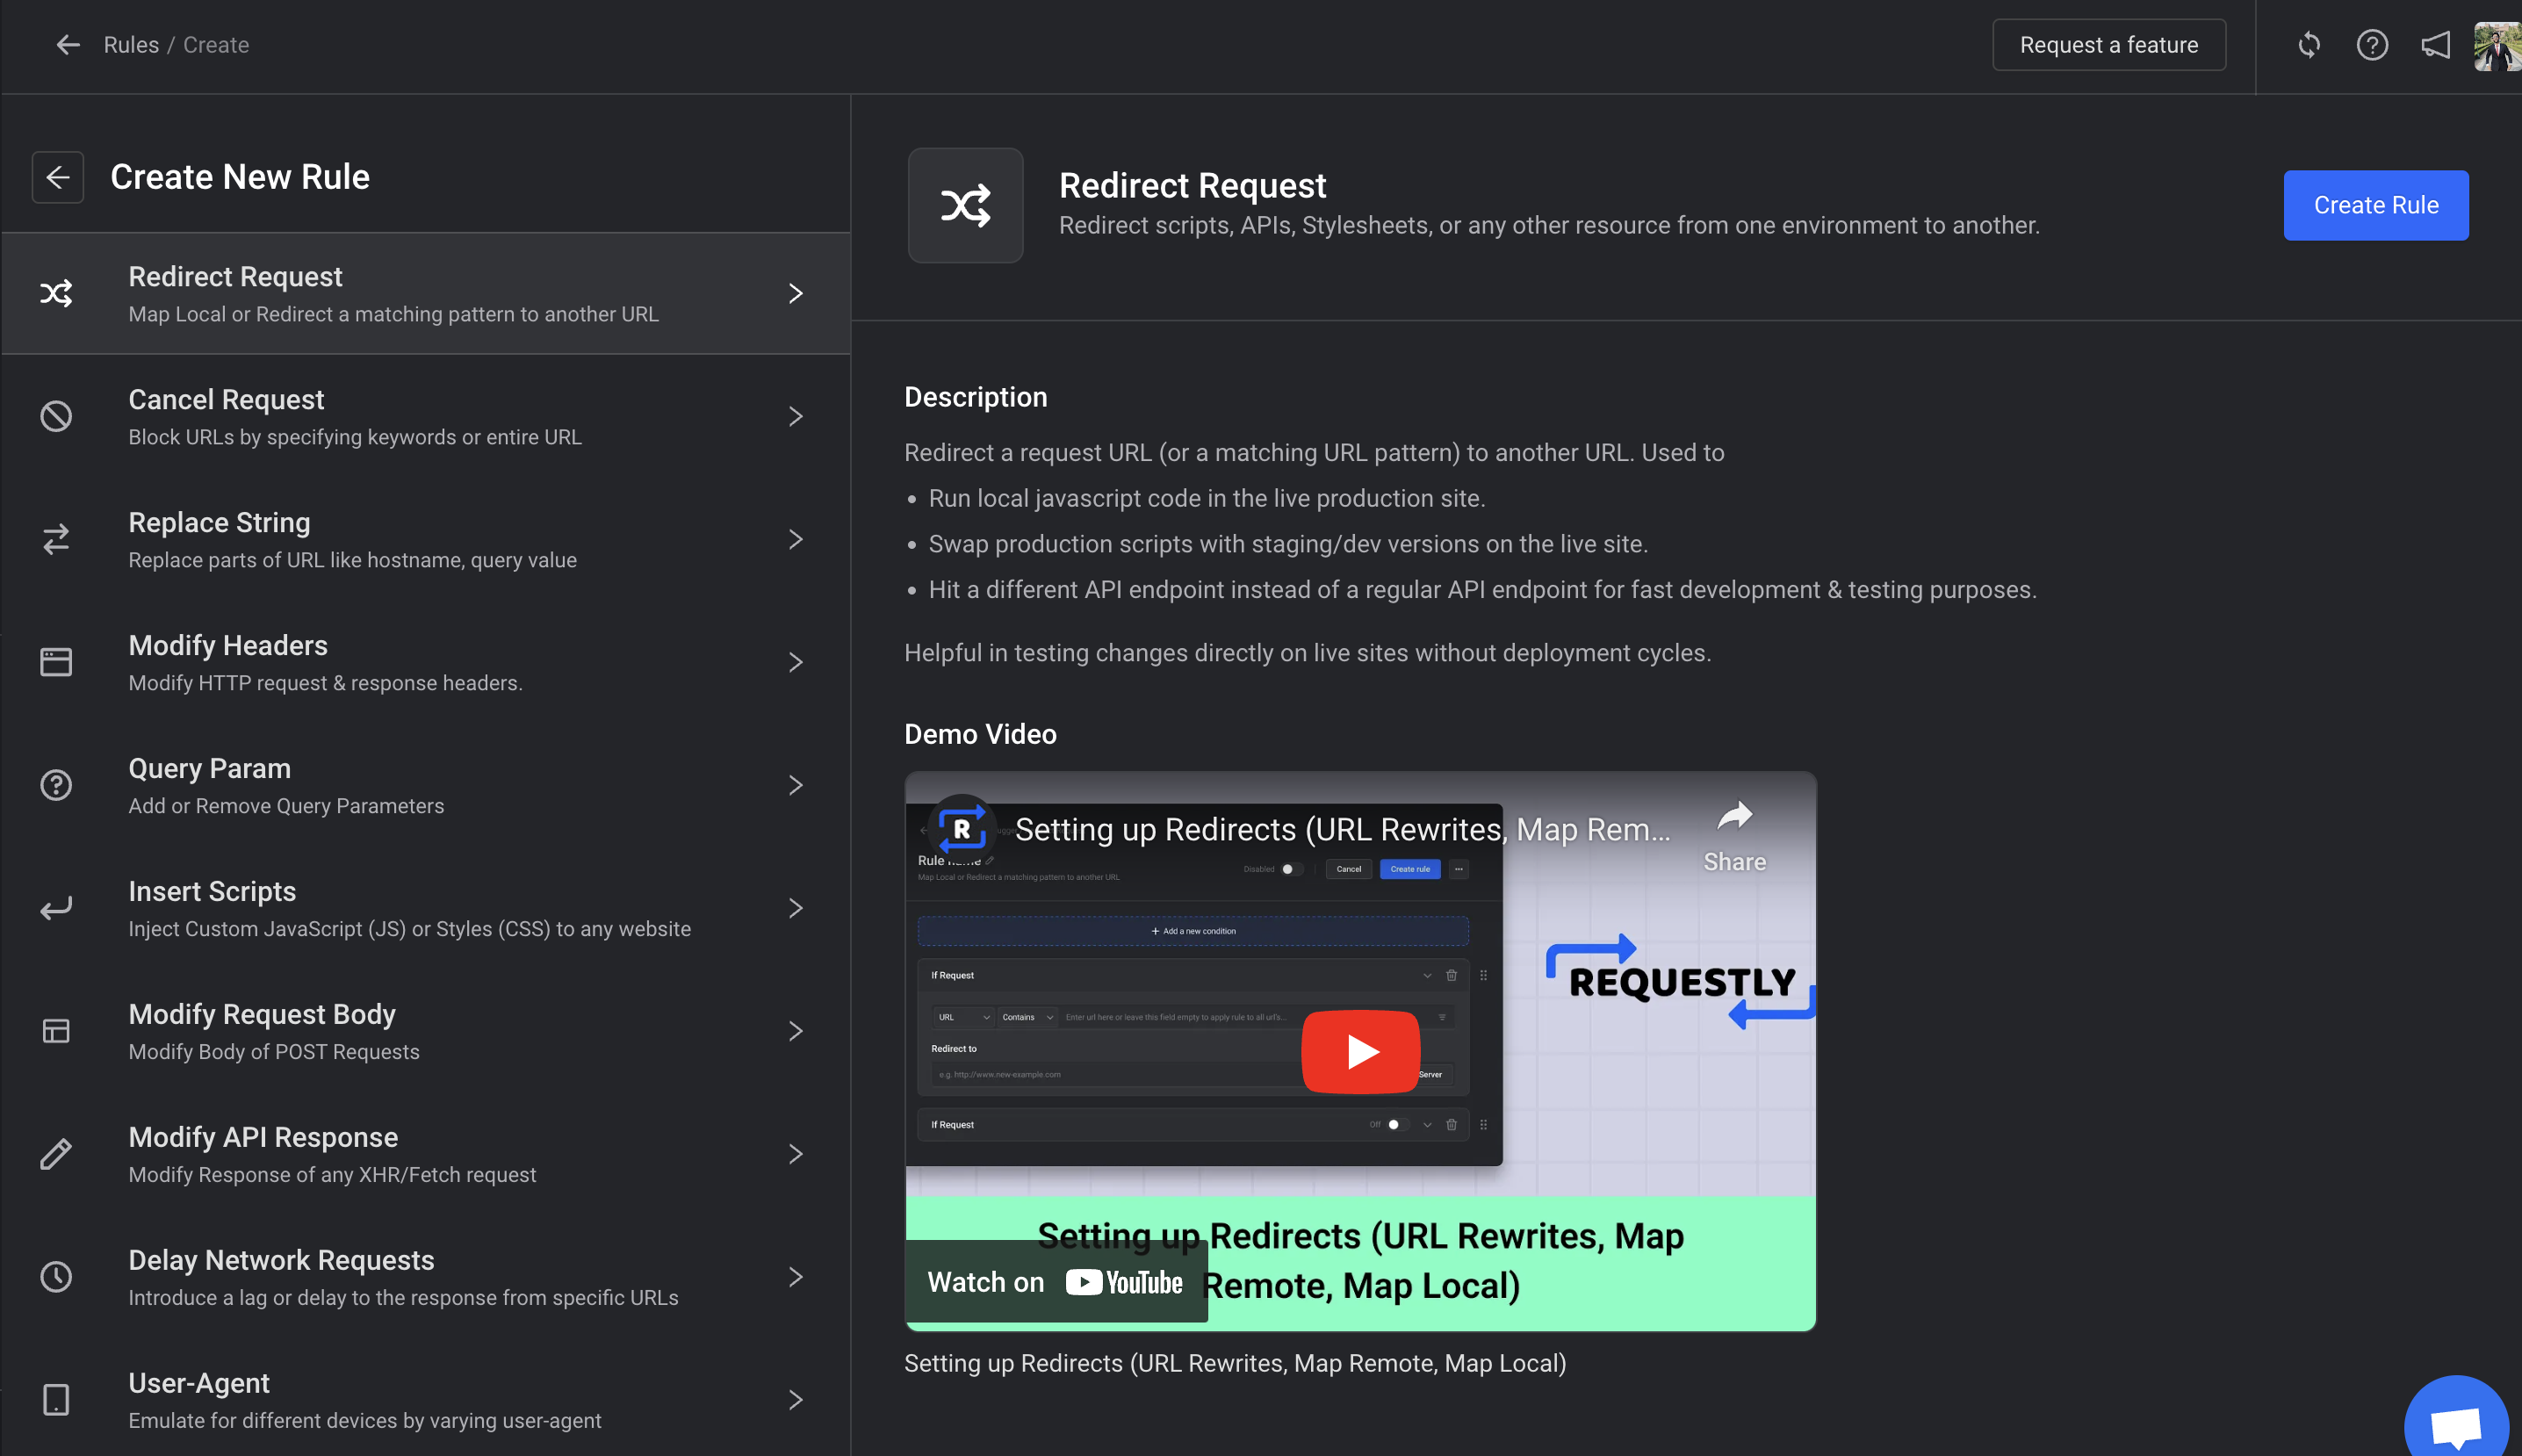 Rules / Create
Request a feature
Create New Rule
Redirect Request
Map Local or Redirect a matching pattern to another URL
Cancel Request
Block URLs by specifying keywords or entire URL
Replace String
Replace parts of URL like hostname, query value
Modify Headers
Modify HTTP request & response headers.
Query Param
Add or Remove Query Parameters
Insert Scripts
Inject Custom JavaScript (JS) or Styles (CSS) to any website
Modify Request Body
Modify Body of POST Requests
Modify API Response
Modify Response of any XHR/Fetch request
Delay Network Requests
Introduce a lag or delay to the response from specific URLs
User-Agent
Emulate for different devices by varying user-agent
Redirect Request
Redirect scripts, APIs, Stylesheets, or any other resource from one environment to another.
Create Rule
Description
Redirect a request URL (or a matching URL pattern) to another URL. Used to
• Run local javascript code in the live production site.
• Swap production scripts with staging/dev versions on the live site.
• Hit a different API endpoint instead of a regular API endpoint for fast development & testing purposes.
Helpful in testing changes directly on live sites without deployment cycles.
Demo Video
R
Setting up Redirects (URL Rewrites, Map Rem...
Share
Rule name
Map Local or Redirect a matching pattern to another URL
Disabled
Cancel
Create rule
+ Add a new condition
If Request
URL
Contains
Enter url here or leave this field empty to apply rule to all url's...
Redirect to
e.g. http://www.new-example.com
Server
If Request
Off
REQUESTLY
Setting up Redirects (URL Rewrites, Map
Remote, Map Local)
Watch on YouTube
Setting up Redirects (URL Rewrites, Map Remote, Map Local)